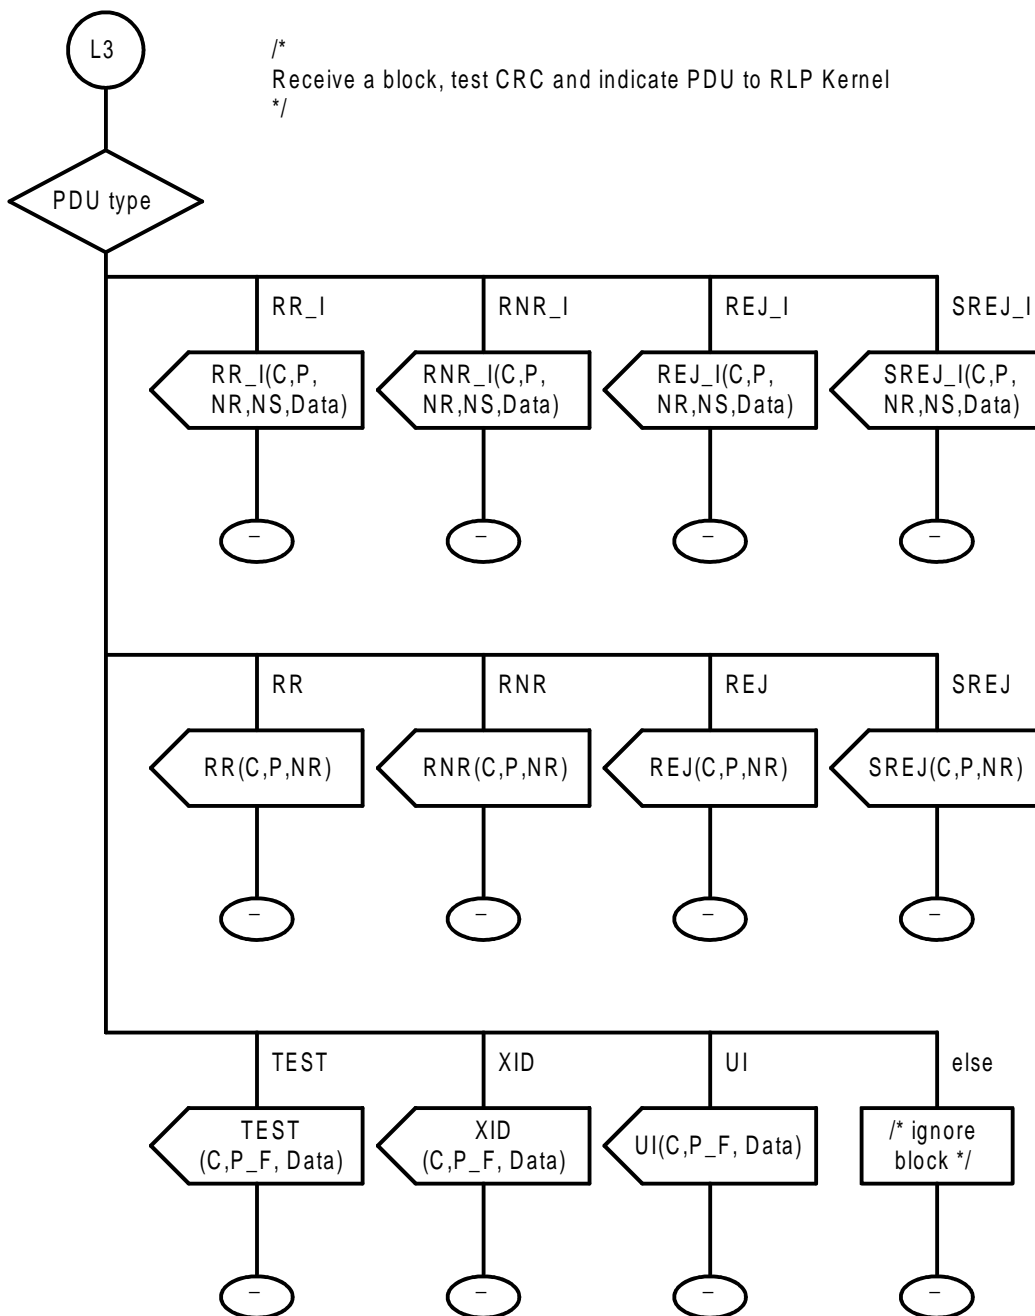 L3
/*
Receive a block, test CRC and indicate PDU to RLP Kernel
*/
PDU type
RR_I
RNR_I
REJ_I
SREJ_I
RR_I(C,P,
NR,NS,Data)
RNR_I(C,P,
NR,NS,Data)
REJ_I(C,P,
NR,NS,Data)
SREJ_I(C,P,
NR,NS,Data)
–
–
–
–
RR
RNR
REJ
SREJ
RR(C,P,NR)
RNR(C,P,NR)
REJ(C,P,NR)
SREJ(C,P,NR)
–
–
–
–
TEST
XID
UI
else
TEST
(C,P_F, Data)
XID
(C,P_F, Data)
UI(C,P_F, Data)
/* ignore
block */
–
–
–
–